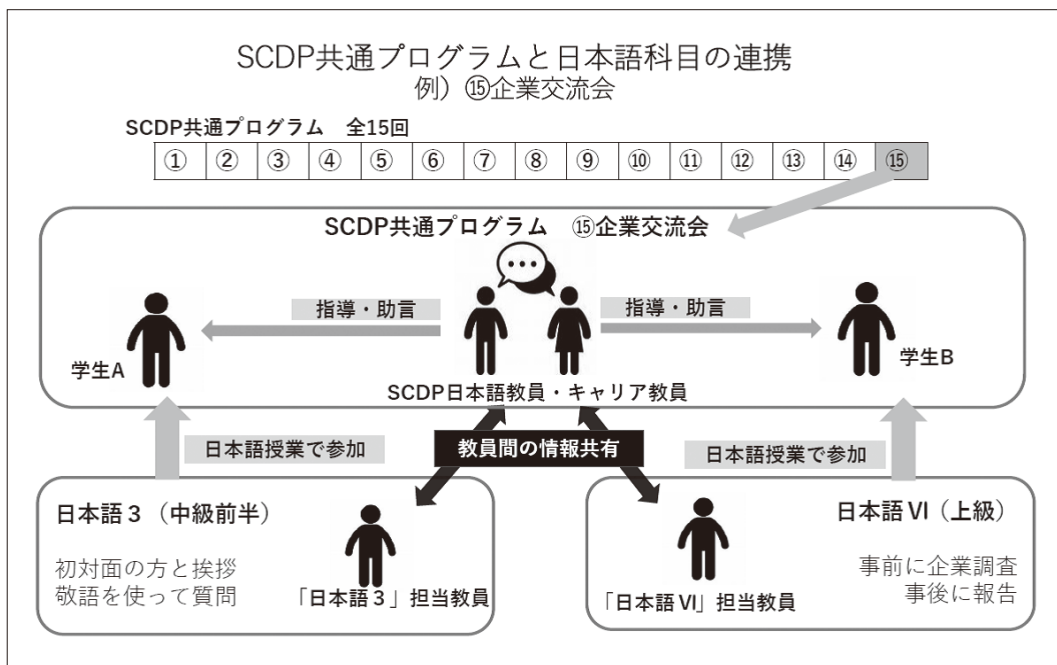 SCDP共通プログラムと日本語科目の連携
例）⑮企業交流会
SCDP共通プログラム　全15回
① ② ③ ④ ⑤ ⑥ ⑦ ⑧ ⑨ ⑩ ⑪ ⑫ ⑬ ⑭ ⑮
SCDP共通プログラム　⑮企業交流会
指導・助言
指導・助言
学生A
学生B
SCDP日本語教員・キャリア教員
日本語授業で参加
教員間の情報共有
日本語授業で参加
日本語３（中級前半）
初対面の方と挨拶
敬語を使って質問
「日本語３」担当教員
日本語Ⅵ（上級）
事前に企業調査
事後に報告
「日本語Ⅵ」担当教員